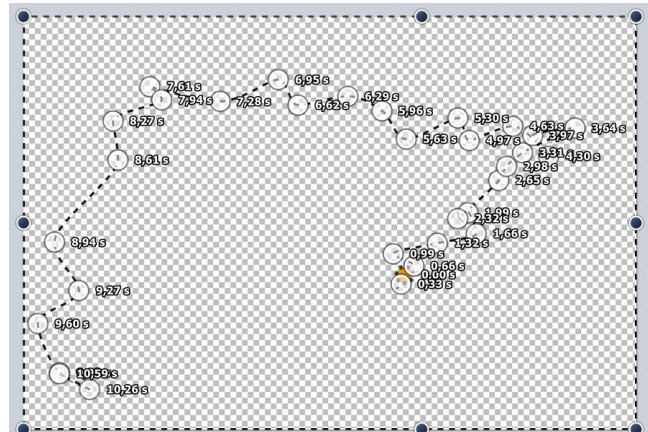 7,61 s
6,95 s
7,94 s
7,28 s
6,62 s
6,29 s
5,96 s
5,30 s
4,63 s
3,64 s
8,27 s
5,63 s
4,97 s
3,97 s
3,31
4,30 s
8,61 s
2,98 s
2,65 s
1,99 s
2,32 s
1,66 s
8,94 s
1,32 s
0,99 s
0,66 s
0,00 s
0,33 s
9,27 s
9,60 s
10,59 s
10,26 s